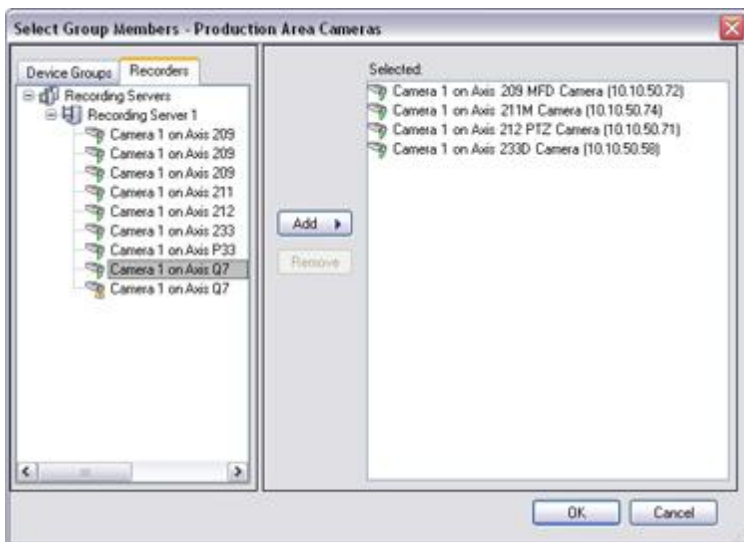 Select Group Members - Production Area Cameras
Device Groups
Recorders
Recording Servers
Recording Server 1
Camera 1 on Axis 209
Camera 1 on Axis 209
Camera 1 on Axis 209
Camera 1 on Axis 211
Camera 1 on Axis 212
Camera 1 on Axis 233
Camera 1 on Axis P33
Camera 1 on Axis Q7
Camera 1 on Axis Q7
Add
Remove
Selected:
Camera 1 on Axis 209 MFD Camera (10.10.50.72)
Camera 1 on Axis 211M Camera (10.10.50.74)
Camera 1 on Axis 212 PTZ Camera (10.10.50.71)
Camera 1 on Axis 233D Camera (10.10.50.58)
OK
Cancel